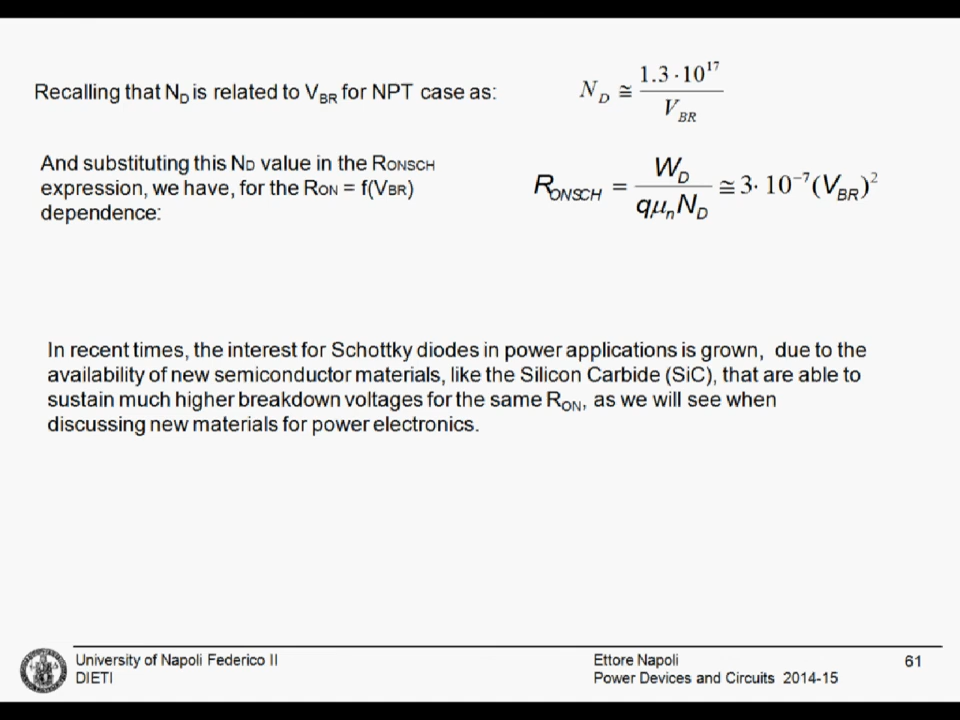 Recalling that N_D is related to V_BR for NPT case as:
N_D ≅ 1.3·10^17 / V_BR
And substituting this ND value in the RONSCH
expression, we have, for the RON = f(VBR)
dependence:
R_ONSCH = W_D / qμ_nN_D ≅ 3·10^−7(V_BR)^2
In recent times, the interest for Schottky diodes in power applications is grown, due to the
availability of new semiconductor materials, like the Silicon Carbide (SiC), that are able to
sustain much higher breakdown voltages for the same R_ON, as we will see when
discussing new materials for power electronics.
University of Napoli Federico II
DIETI
Ettore Napoli
Power Devices and Circuits 2014-15
61